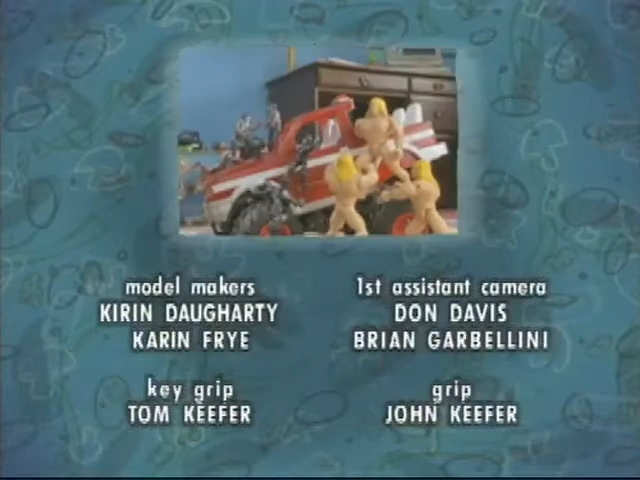 model makers
KIRIN DAUGHARTY
KARIN FRYE
1st assistant camera
DON DAVIS
BRIAN GARBELLINI
key grip
TOM KEEFER
grip
JOHN KEEFER